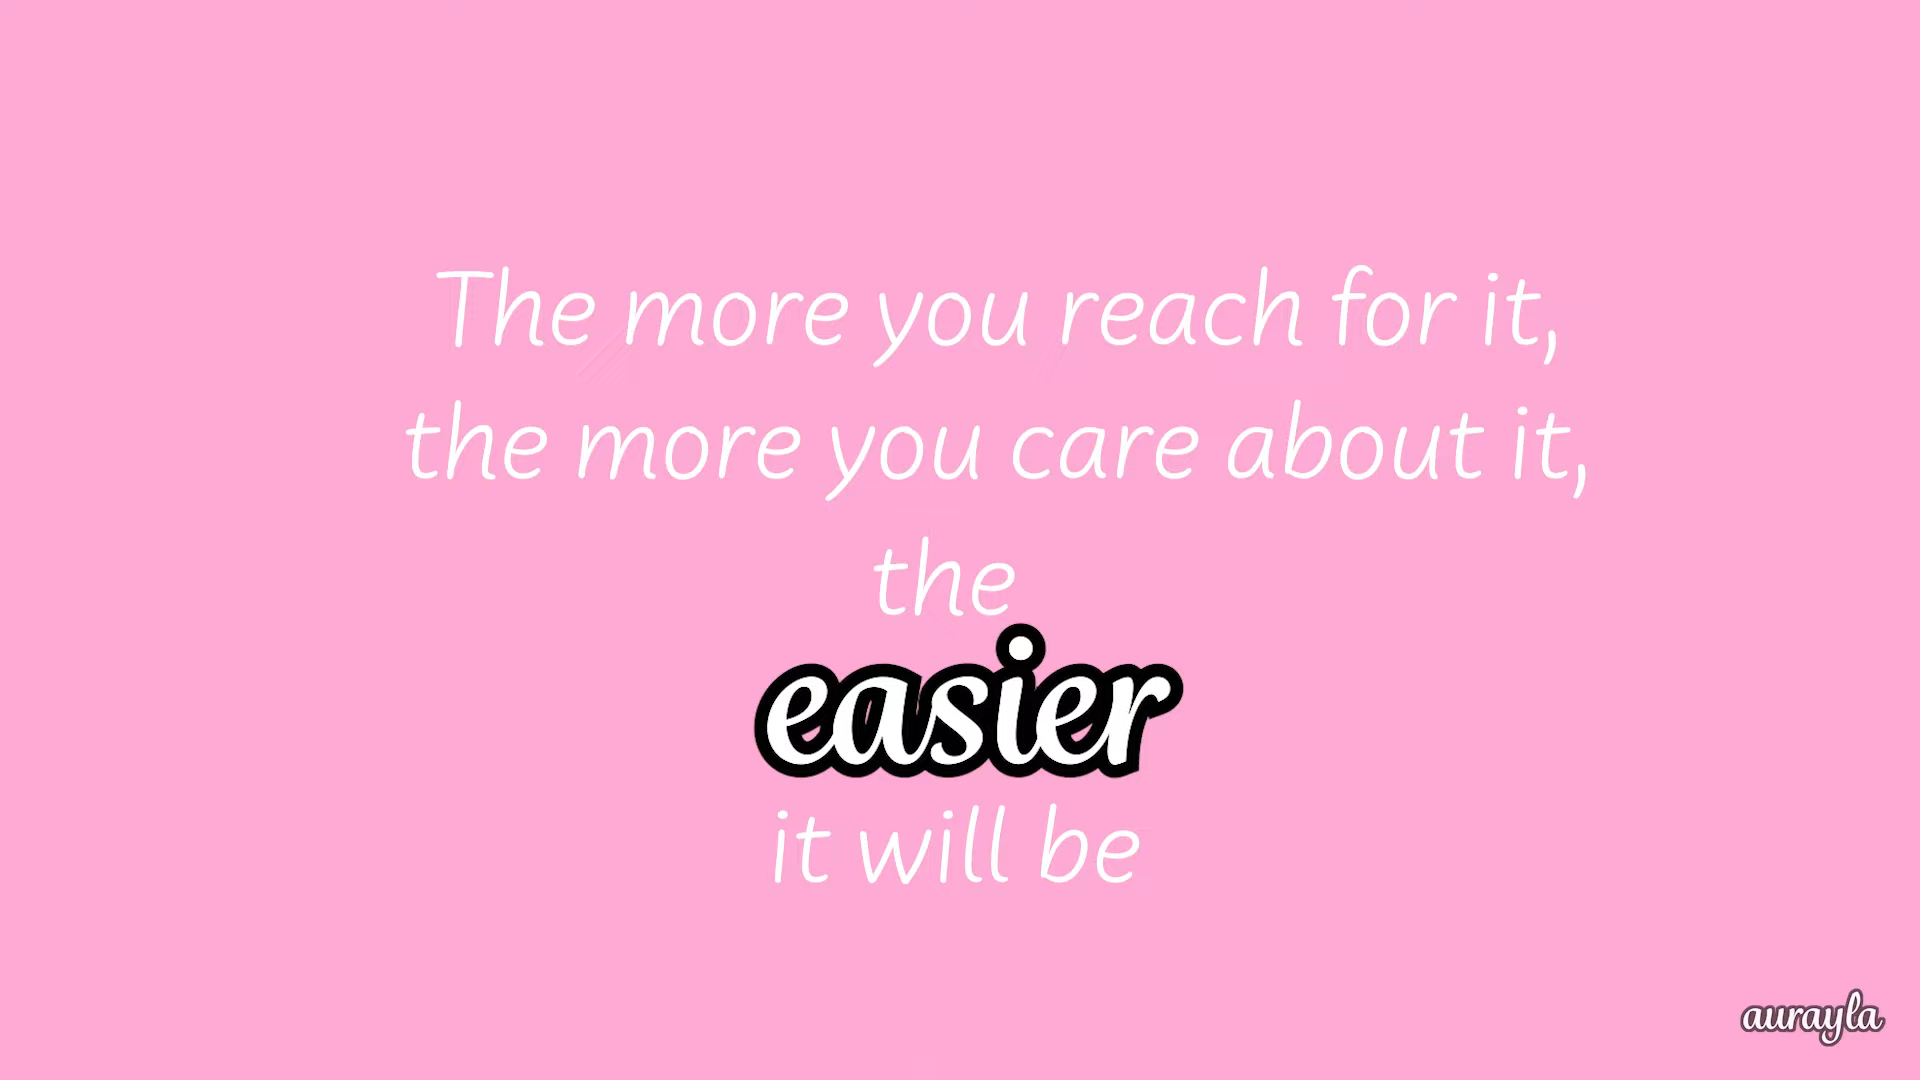 The more you reach for it,
the more you care about it,
the
easier
it will be
aurayla